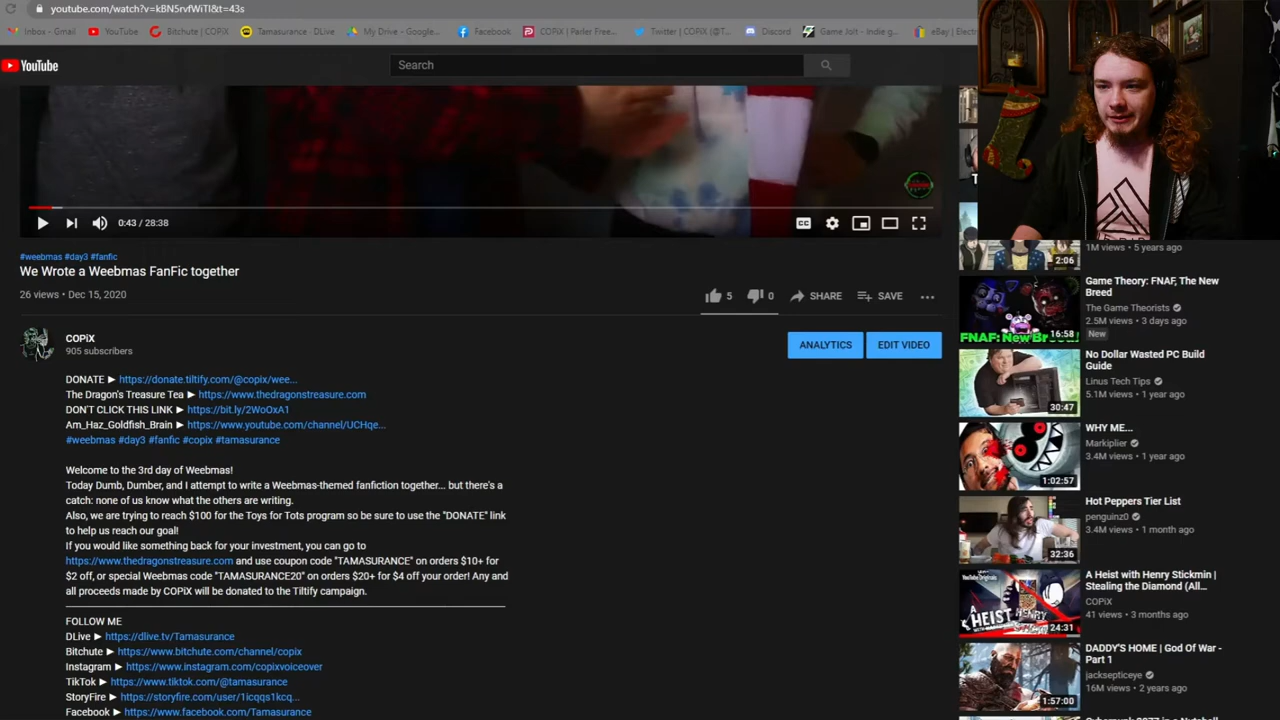 youtube.com/watch?v=kBN5rvfWiTI&t=43s
Inbox - Gmail YouTube Bitchute | COPiX Tamasurance - DLive My Drive - Google... Facebook COPiX | Parler Free... Twitter | COPiX (@T... Discord Game Jolt - Indie g... eBay | Electr
YouTube
Search
0:43 / 28:38
CC
#weebmas #day3 #fanfic
We Wrote a Weebmas FanFic together
26 views • Dec 15, 2020
5 0 SHARE SAVE
COPiX
905 subscribers
ANALYTICS EDIT VIDEO
DONATE ► https://donate.tiltify.com/@copix/wee...
The Dragon's Treasure Tea ► https://www.thedragonstreasure.com
DON'T CLICK THIS LINK ► https://bit.ly/2WoOxA1
Am_Haz_Goldfish_Brain ► https://www.youtube.com/channel/UCHqe...
#weebmas #day3 #fanfic #copix #tamasurance
Welcome to the 3rd day of Weebmas!
Today Dumb, Dumber, and I attempt to write a Weebmas-themed fanfiction together... but there's a
catch: none of us know what the others are writing.
Also, we are trying to reach $100 for the Toys for Tots program so be sure to use the "DONATE" link
to help us reach our goal!
If you would like something back for your investment, you can go to
https://www.thedragonstreasure.com and use coupon code "TAMASURANCE" on orders $10+ for
$2 off, or special Weebmas code "TAMASURANCE20" on orders $20+ for $4 off your order! Any and
all proceeds made by COPiX will be donated to the Tiltify campaign.
FOLLOW ME
DLive ► https://dlive.tv/Tamasurance
Bitchute ► https://www.bitchute.com/channel/copix
Instagram ► https://www.instagram.com/copixvoiceover
TikTok ► https://www.tiktok.com/@tamasurance
StoryFire ► https://storyfire.com/user/1icqqs1kcq...
Facebook ► https://www.facebook.com/Tamasurance
1M views • 5 years ago
2:06
Game Theory: FNAF, The New
Breed
The Game Theorists
2.5M views • 3 days ago
New
16:58
No Dollar Wasted PC Build
Guide
Linus Tech Tips
5.1M views • 1 year ago
30:47
WHY ME...
Markiplier
3.4M views • 1 year ago
1:02:57
Hot Peppers Tier List
penguinz0
3.4M views • 1 month ago
32:36
A Heist with Henry Stickmin |
Stealing the Diamond (All...
COPiX
41 views • 3 months ago
A HEIST HENRY
24:31
DADDY'S HOME | God Of War -
Part 1
jacksepticeye
16M views • 2 years ago
1:57:00